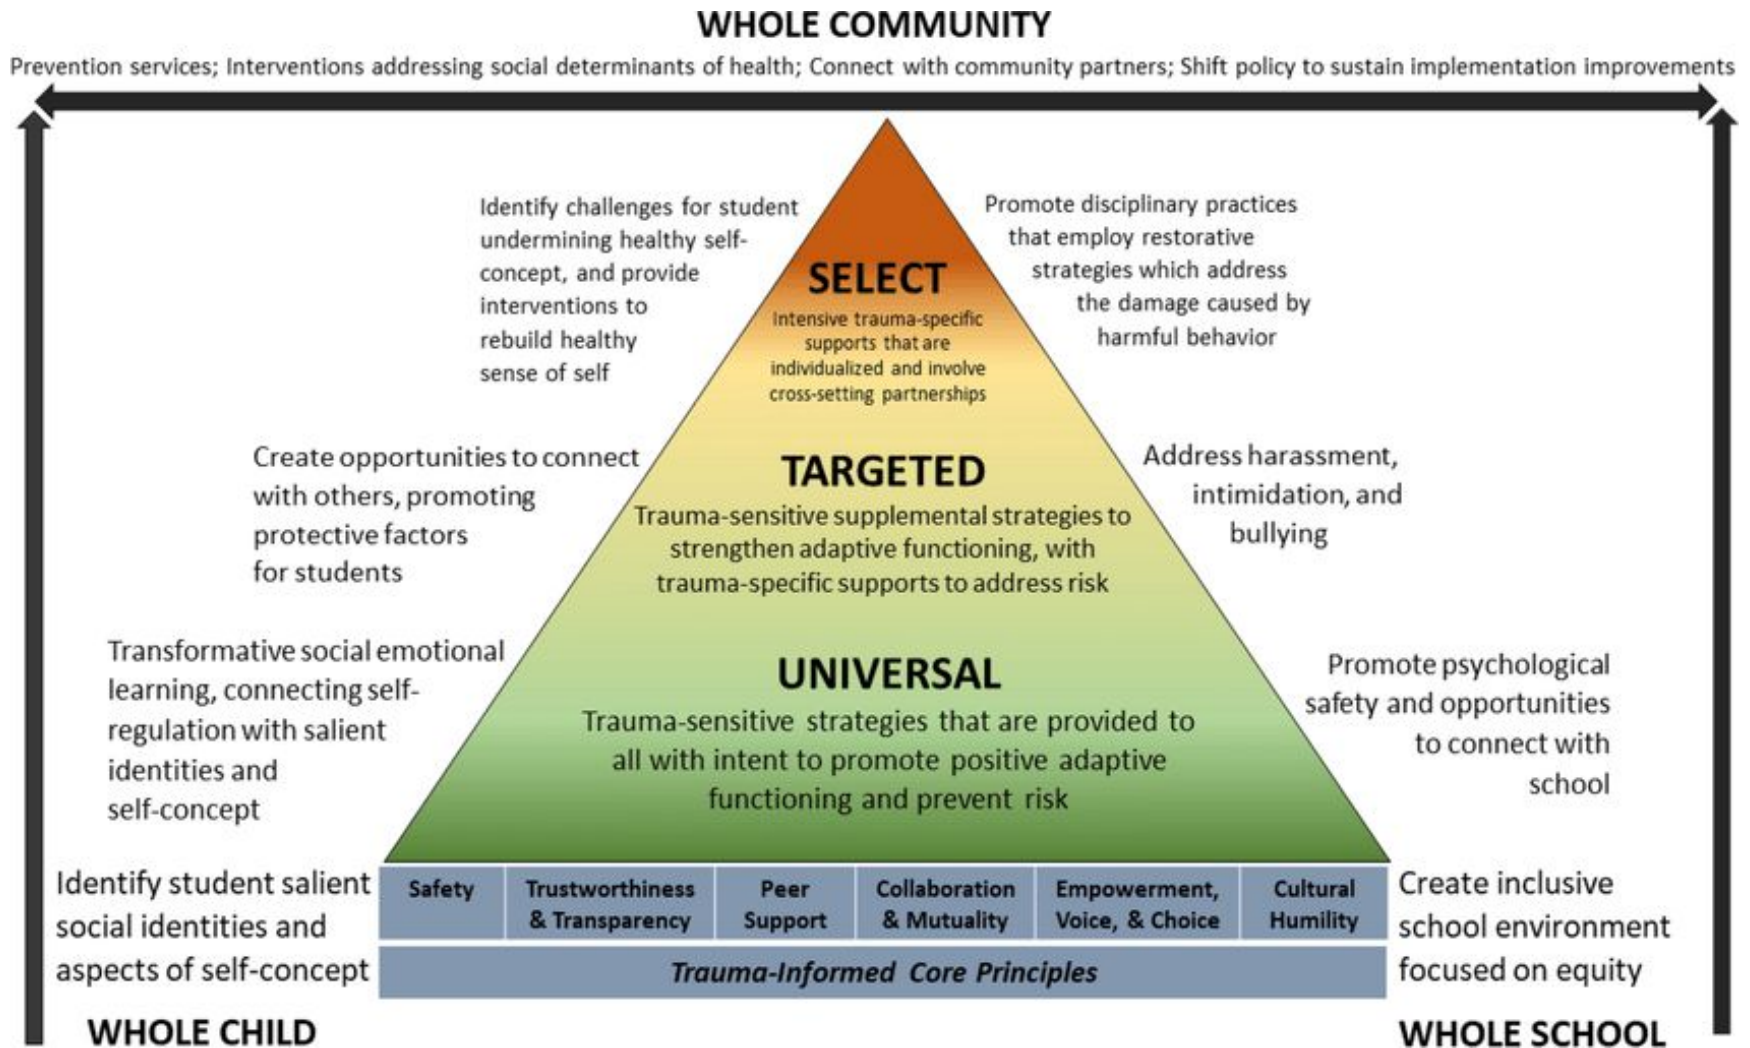 WHOLE COMMUNITY
Prevention services; Interventions addressing social determinants of health; Connect with community partners; Shift policy to sustain implementation improvements
Identify challenges for student
undermining healthy self-
concept, and provide
interventions to
rebuild healthy
sense of self
SELECT
Intensive trauma-specific
supports that are
individualized and involve
cross-setting partnerships
Promote disciplinary practices
that employ restorative
strategies which address
the damage caused by
harmful behavior
Create opportunities to connect
with others, promoting
protective factors
for students
TARGETED
Trauma-sensitive supplemental strategies to
strengthen adaptive functioning, with
trauma-specific supports to address risk
Address harassment,
intimidation, and
bullying
Transformative social emotional
learning, connecting self-
regulation with salient
identities and
self-concept
UNIVERSAL
Trauma-sensitive strategies that are provided to
all with intent to promote positive adaptive
functioning and prevent risk
Promote psychological
safety and opportunities
to connect with
school
Identify student salient
social identities and
aspects of self-concept
Safety
Trustworthiness
& Transparency
Peer
Support
Collaboration
& Mutuality
Empowerment,
Voice, & Choice
Cultural
Humility
Trauma-Informed Core Principles
Create inclusive
school environment
focused on equity
WHOLE CHILD
WHOLE SCHOOL